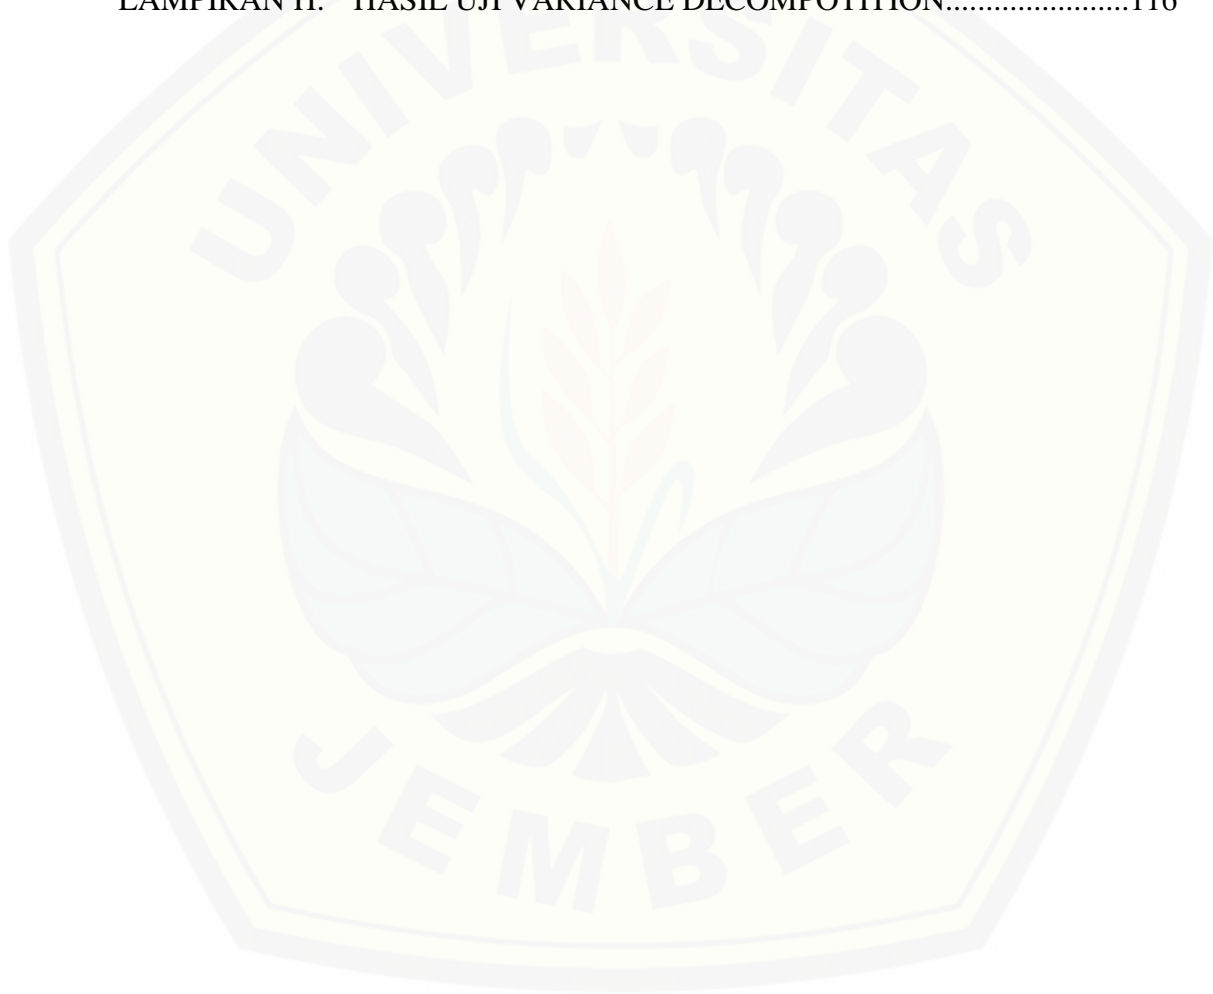 LAMPIRAN H. HASIL UJI VARIANCE DECOMPOTITION.......................116
UNIVERSITAS
JEMBER